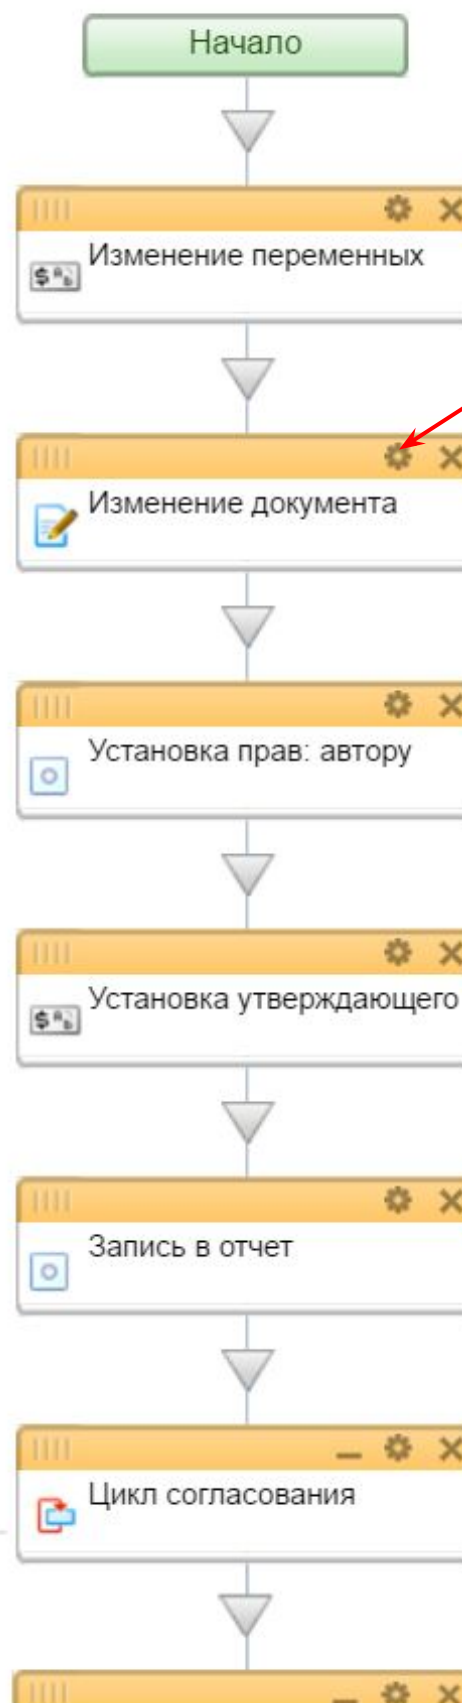 Начало
Изменение переменных
Изменение документа
Установка прав: автору
Установка утверждающего
Запись в отчет
Цикл согласования